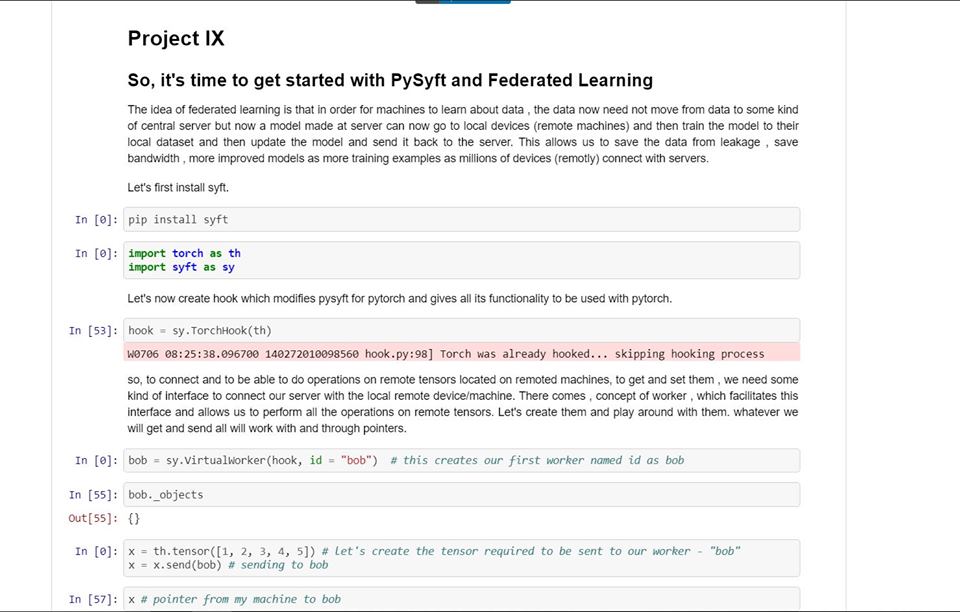 Project IX
So, it's time to get started with PySyft and Federated Learning
The idea of federated learning is that in order for machines to learn about data , the data now need not move from data to some kind
of central server but now a model made at server can now go to local devices (remote machines) and then train the model to their
local dataset and then update the model and send it back to the server. This allows us to save the data from leakage , save
bandwidth , more improved models as more training examples as millions of devices (remotly) connect with servers.
Let's first install syft.
In [0]: pip install syft
In [0]: import torch as th
import syft as sy
Let's now create hook which modifies pysyft for pytorch and gives all its functionality to be used with pytorch.
In [53]: hook = sy.TorchHook(th)
W0706 08:25:38.096700 140272010098560 hook.py:98] Torch was already hooked... skipping hooking process
so, to connect and to be able to do operations on remote tensors located on remoted machines, to get and set them , we need some
kind of interface to connect our server with the local remote device/machine. There comes , concept of worker , which facilitates this
interface and allows us to perform all the operations on remote tensors. Let's create them and play around with them. whatever we
will get and send all will work with and through pointers.
In [0]: bob = sy.VirtualWorker(hook, id = "bob")  # this creates our first worker named id as bob
In [55]: bob._objects
Out[55]: {}
In [0]: x = th.tensor([1, 2, 3, 4, 5]) # let's create the tensor required to be sent to our worker - "bob"
x = x.send(bob) # sending to bob
In [57]: x # pointer from my machine to bob